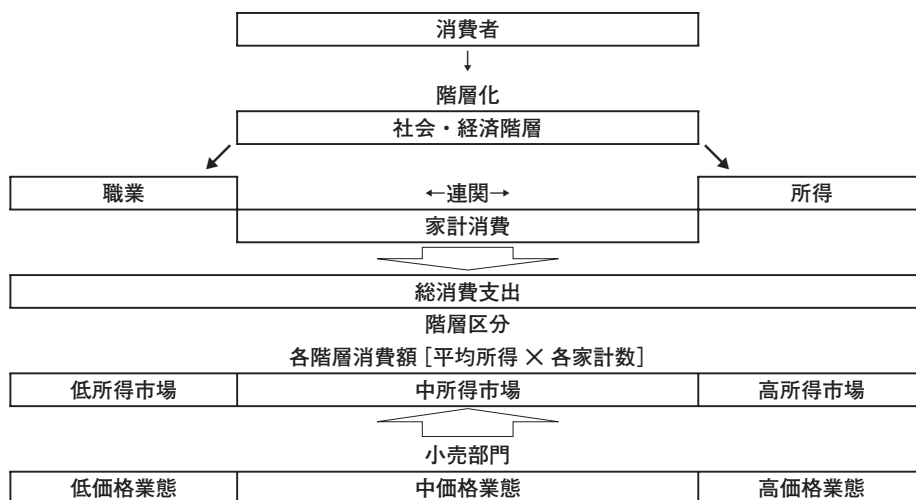 消費者
↓
階層化
社会・経済階層
職業 ←連関→ 所得
家計消費
総消費支出
階層区分
各階層消費額［平均所得 × 各家計数］
低所得市場 中所得市場 高所得市場
小売部門
低価格業態 中価格業態 高価格業態